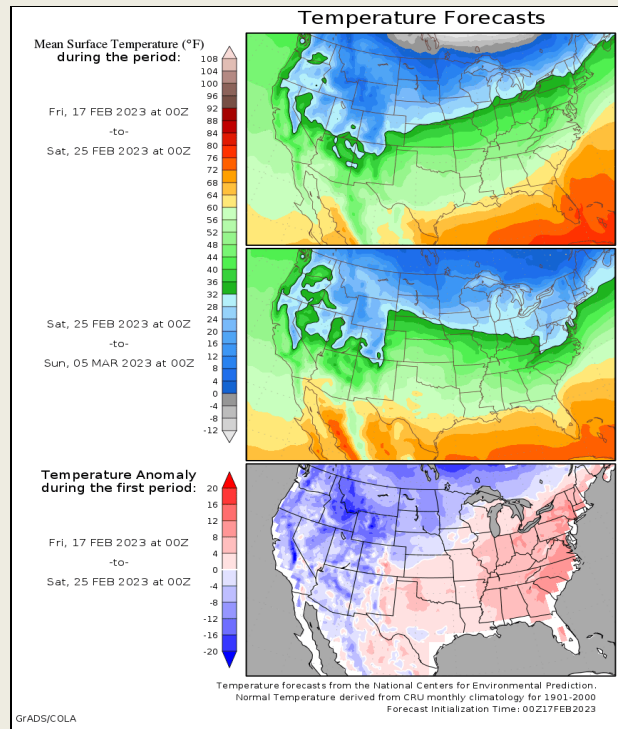 Temperature Forecasts
Mean Surface Temperature (°F)
during the period:
Fri, 17 FEB 2023 at 00Z
-to-
Sat, 25 FEB 2023 at 00Z
108
104
100
96
92
88
84
80
76
72
68
64
60
56
52
48
44
40
36
32
28
24
20
16
12
8
4
0
-4
-8
-12
Sat, 25 FEB 2023 at 00Z
-to-
Sun, 05 MAR 2023 at 00Z
Temperature Anomaly
during the first period:
Fri, 17 FEB 2023 at 00Z
-to-
Sat, 25 FEB 2023 at 00Z
20
16
12
8
4
0
-4
-8
-12
-16
-20
Temperature forecasts from the National Centers for Environmental Prediction.
Normal Temperature derived from CRU monthly climatology for 1901-2000
Forecast Initialization Time: 00Z17FEB2023
GrADS/COLA